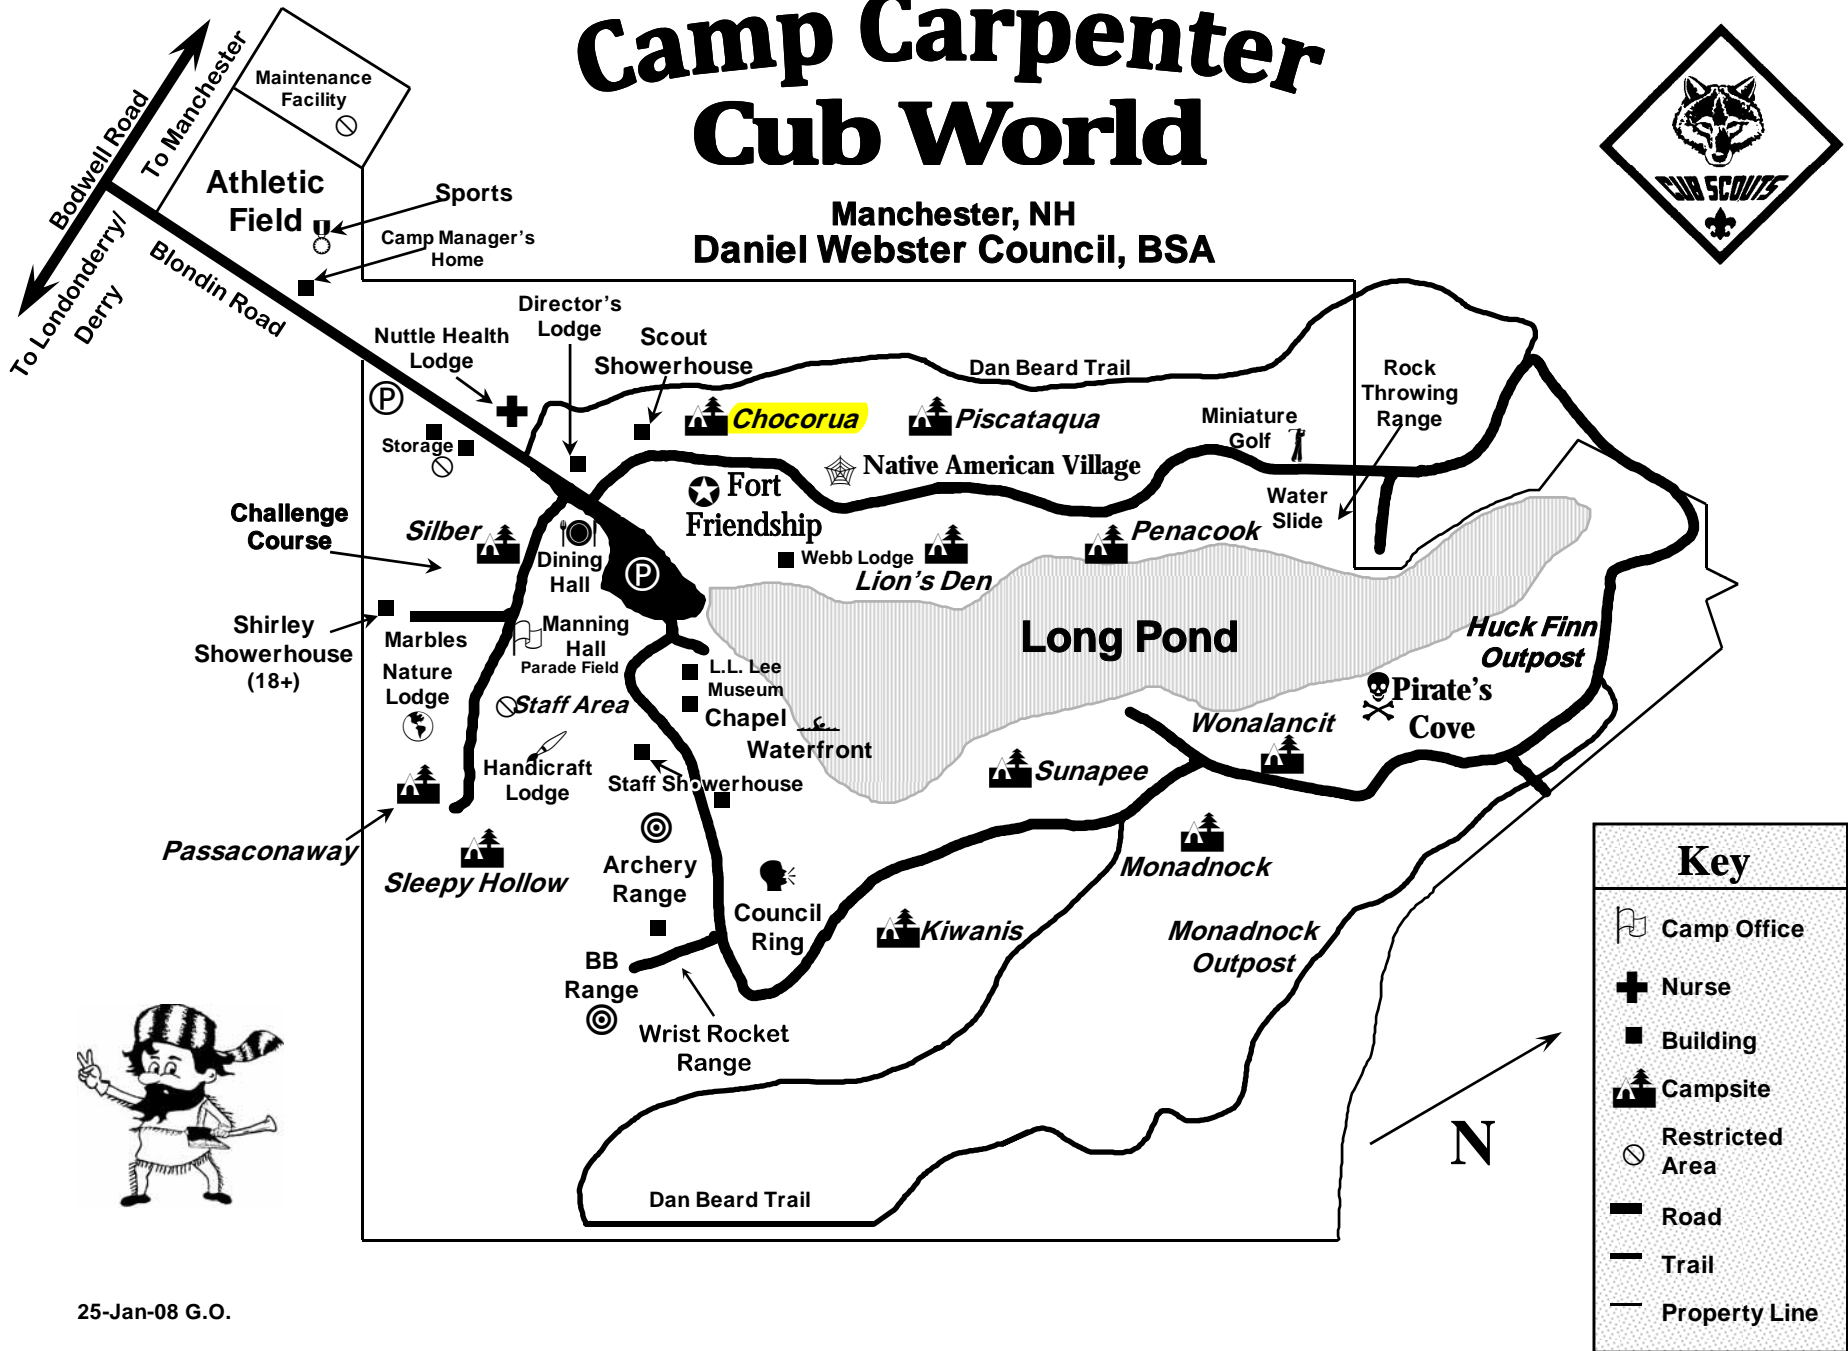 Camp Carpenter
Cub World
Manchester, NH
Daniel Webster Council, BSA
CUB SCOUTS
Bodwell Road
To Manchester
To Londonderry/
Derry
Maintenance
Facility
Athletic
Field
Sports
Camp Manager's
Home
Blondin Road
Nuttle Health
Lodge
Director's
Lodge
Scout
Showerhouse
Dan Beard Trail
P
Storage
Chocorua
Piscataqua
Miniature
Golf
Rock
Throwing
Range
Native American Village
Fort
Friendship
Water
Slide
Challenge
Course
Silber
Dining
Hall
P
Webb Lodge
Lion's Den
Penacook
Long Pond
Huck Finn
Outpost
Shirley
Showerhouse
(18+)
Marbles
Manning
Hall
Parade Field
Nature
Lodge
Staff Area
L.L. Lee
Museum
Chapel
Waterfront
Pirate's
Cove
Wonalancit
Handicraft
Lodge
Staff Showerhouse
Sunapee
Passaconaway
Sleepy Hollow
Archery
Range
Council
Ring
Kiwanis
Monadnock
Monadnock
Outpost
BB
Range
Wrist Rocket
Range
Dan Beard Trail
N
Key
Camp Office
Nurse
Building
Campsite
Restricted
Area
Road
Trail
Property Line
25-Jan-08 G.O.